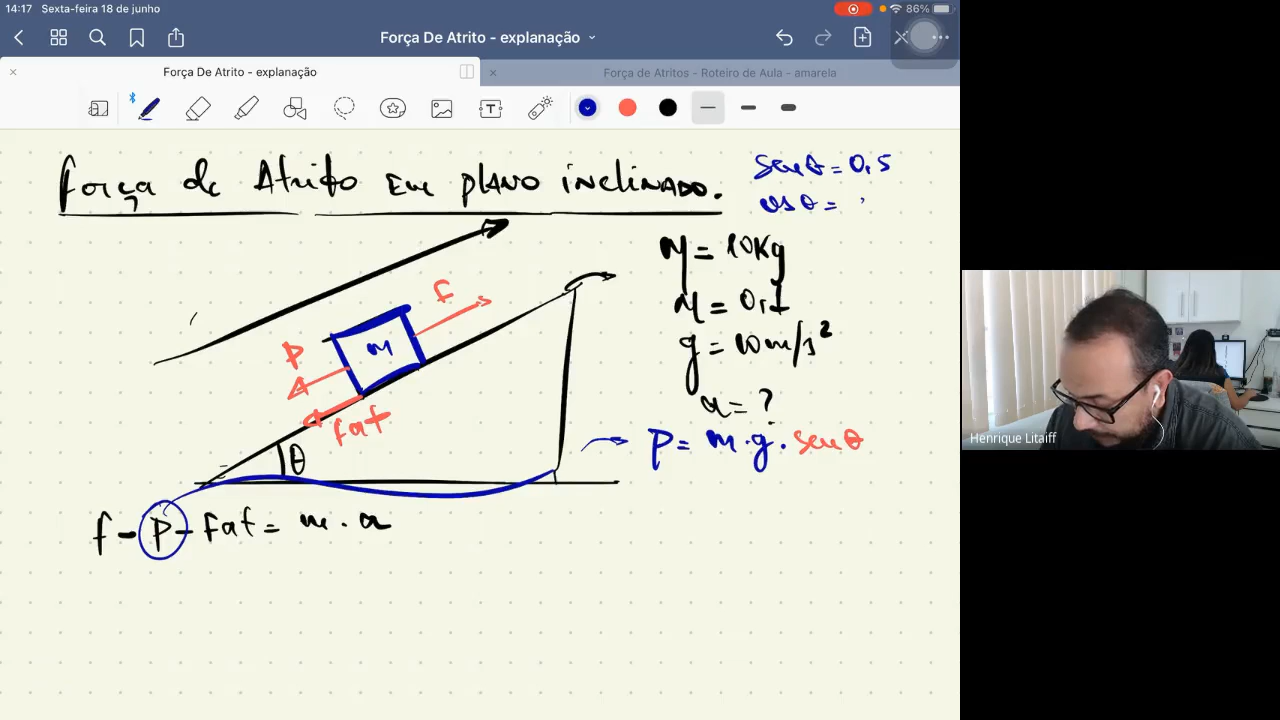 14:17 Sexta-feira 18 de junho
86%
Força De Atrito - explanação
Força De Atrito - explanação
Força de Atritos - Roteiro de Aula - amarela
Força de Atrito Em plano inclinado.
senθ = 0,5
cosθ =
M = 10Kg
μ = 0,1
g = 10m/s²
a = ?
P = m.g.senθ
F
M
P
Fat
θ
F - P - Fat = m . a
Henrique Litaiff